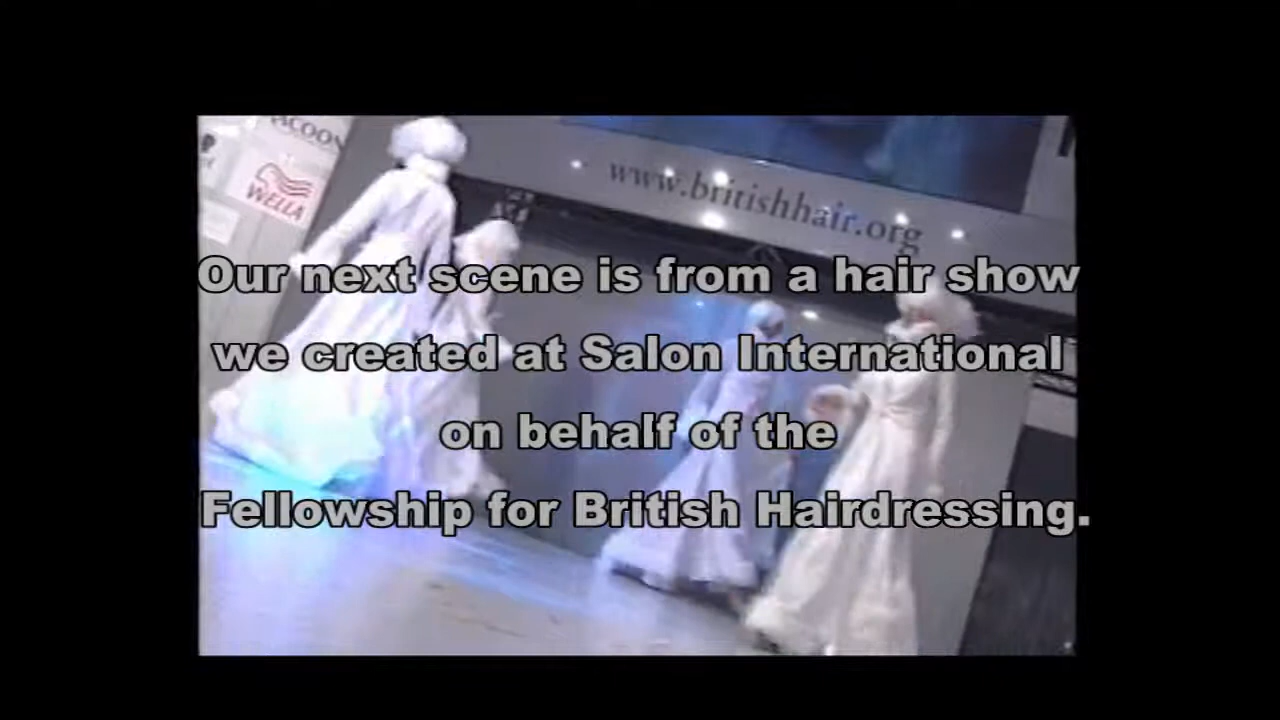 ACOON
WELLA
www.britishhair.org
Our next scene is from a hair show
we created at Salon International
on behalf of the
Fellowship for British Hairdressing.